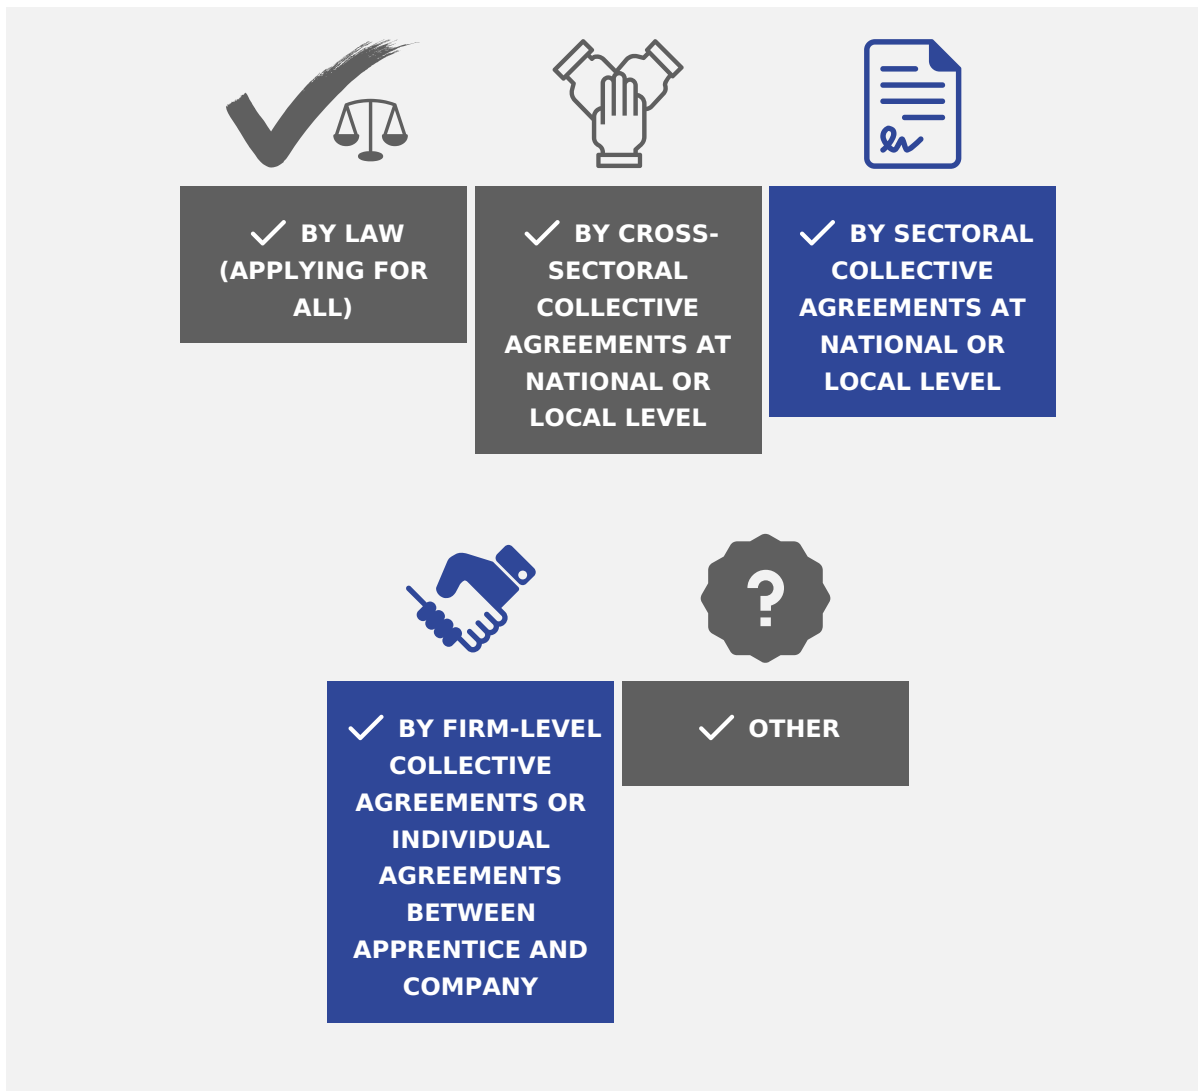 BY LAW
(APPLYING FOR
ALL)
BY CROSS-
SECTORAL
COLLECTIVE
AGREEMENTS AT
NATIONAL OR
LOCAL LEVEL
BY SECTORAL
COLLECTIVE
AGREEMENTS AT
NATIONAL OR
LOCAL LEVEL
BY FIRM-LEVEL
COLLECTIVE
AGREEMENTS OR
INDIVIDUAL
AGREEMENTS
BETWEEN
APPRENTICE AND
COMPANY
?
OTHER